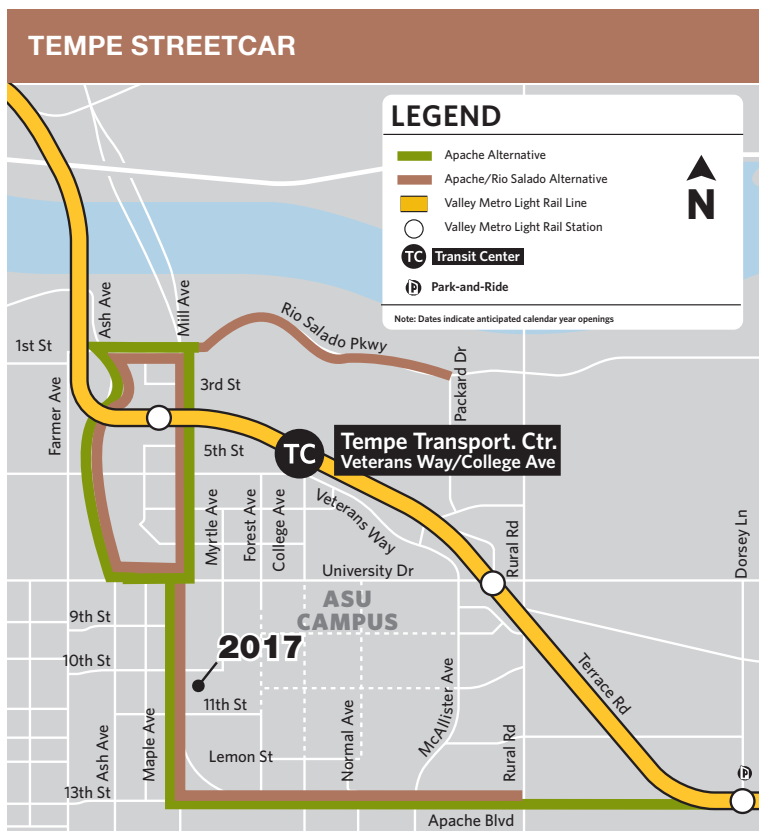 TEMPE STREETCAR
LEGEND
Apache Alternative
Apache/Rio Salado Alternative
Valley Metro Light Rail Line
Valley Metro Light Rail Station
TC Transit Center
P Park-and-Ride
N
Note: Dates indicate anticipated calendar year openings
Ash Ave
Mill Ave
Rio Salado Pkwy
1st St
Farmer Ave
3rd St
Packard Dr
5th St
TC
Tempe Transport. Ctr.
Veterans Way/College Ave
Myrtle Ave
Forest Ave
College Ave
Veterans Way
Rural Rd
Dorsey Ln
University Dr
ASU
CAMPUS
9th St
2017
10th St
11th St
Terrace Rd
Ash Ave
Maple Ave
Lemon St
Normal Ave
McAllister Ave
Rural Rd
P
13th St
Apache Blvd